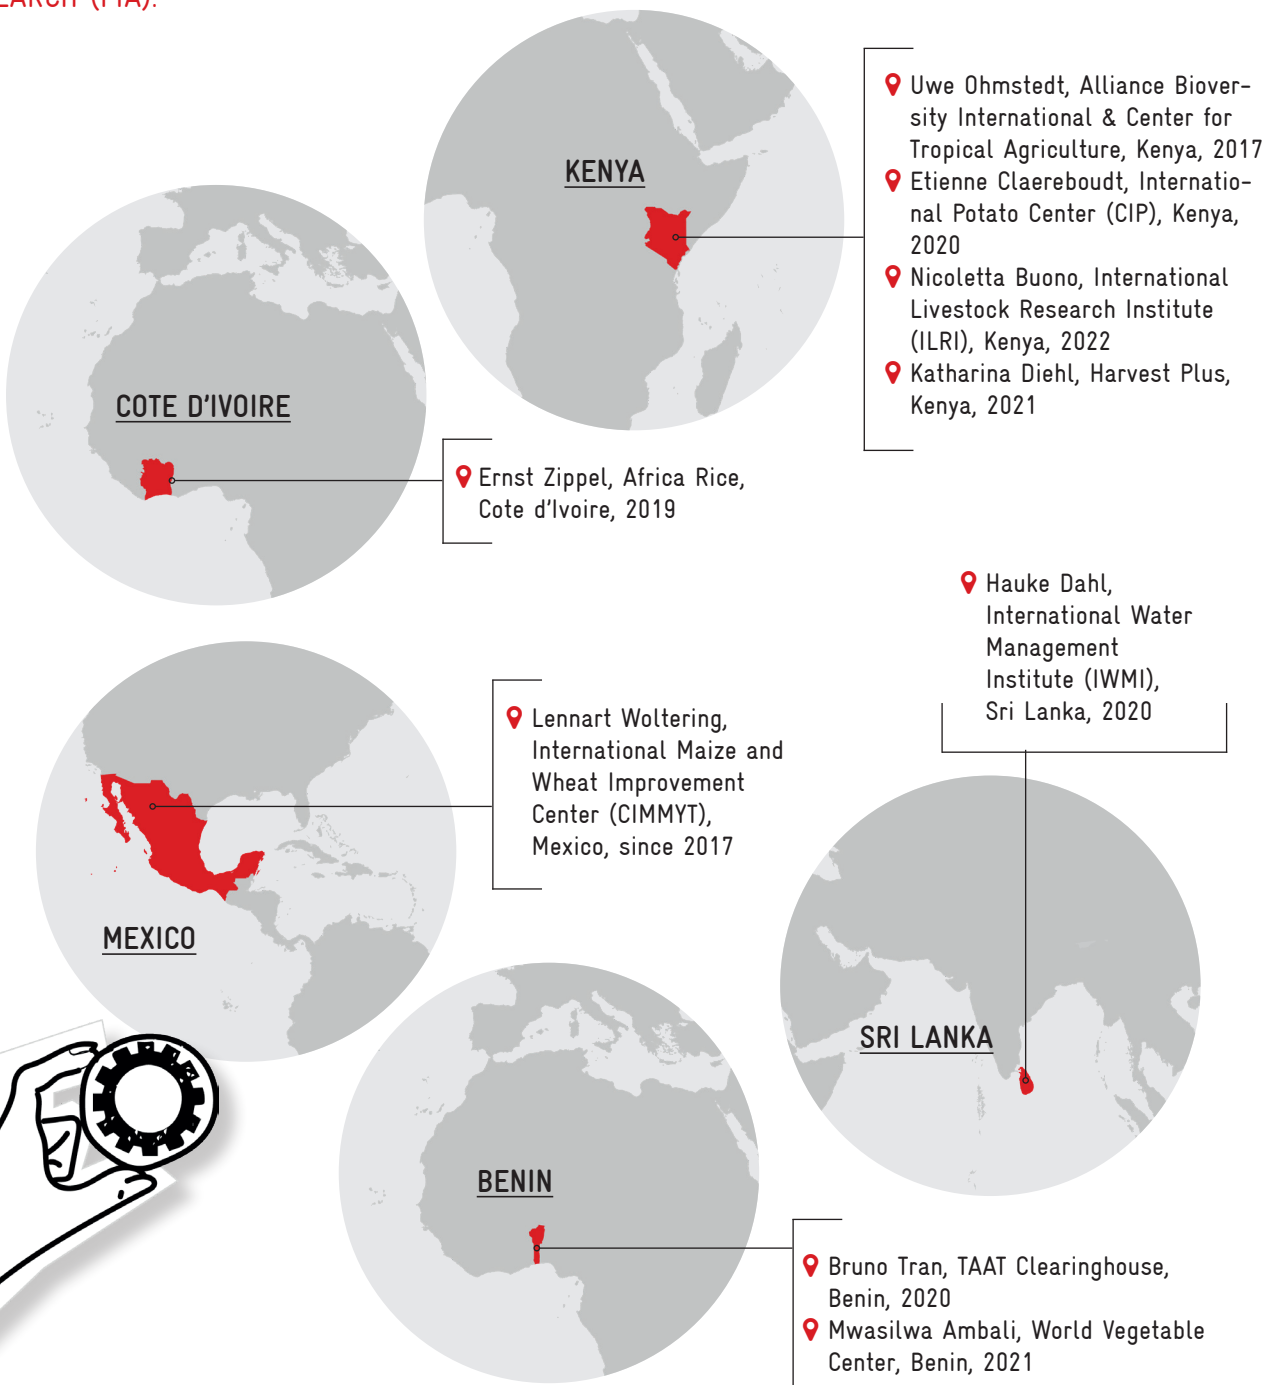 KENYA
Uwe Ohmstedt, Alliance Biover-
sity International & Center for
Tropical Agriculture, Kenya, 2017
Etienne Claereboudt, Internatio-
nal Potato Center (CIP), Kenya,
2020
Nicoletta Buono, International
Livestock Research Institute
(ILRI), Kenya, 2022
Katharina Diehl, Harvest Plus,
Kenya, 2021
COTE D'IVOIRE
Ernst Zippel, Africa Rice,
Cote d'Ivoire, 2019
Hauke Dahl,
International Water
Management
Institute (IWMI),
Sri Lanka, 2020
Lennart Woltering,
International Maize and
Wheat Improvement
Center (CIMMYT),
Mexico, since 2017
MEXICO
SRI LANKA
BENIN
Bruno Tran, TAAT Clearinghouse,
Benin, 2020
Mwasilwa Ambali, World Vegetable
Center, Benin, 2021